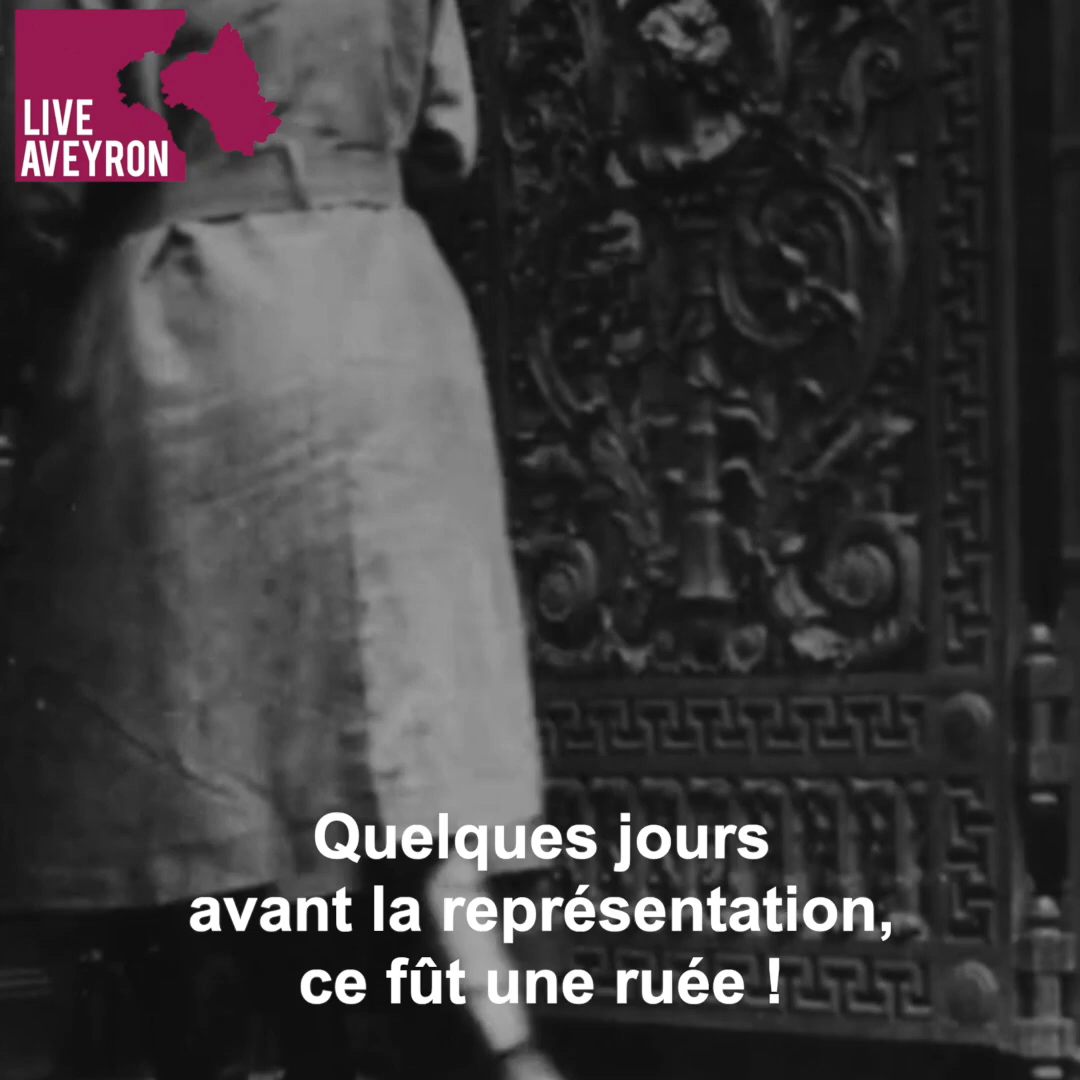 LIVE
AVEYRON
Quelques jours
avant la représentation,
ce fût une ruée !